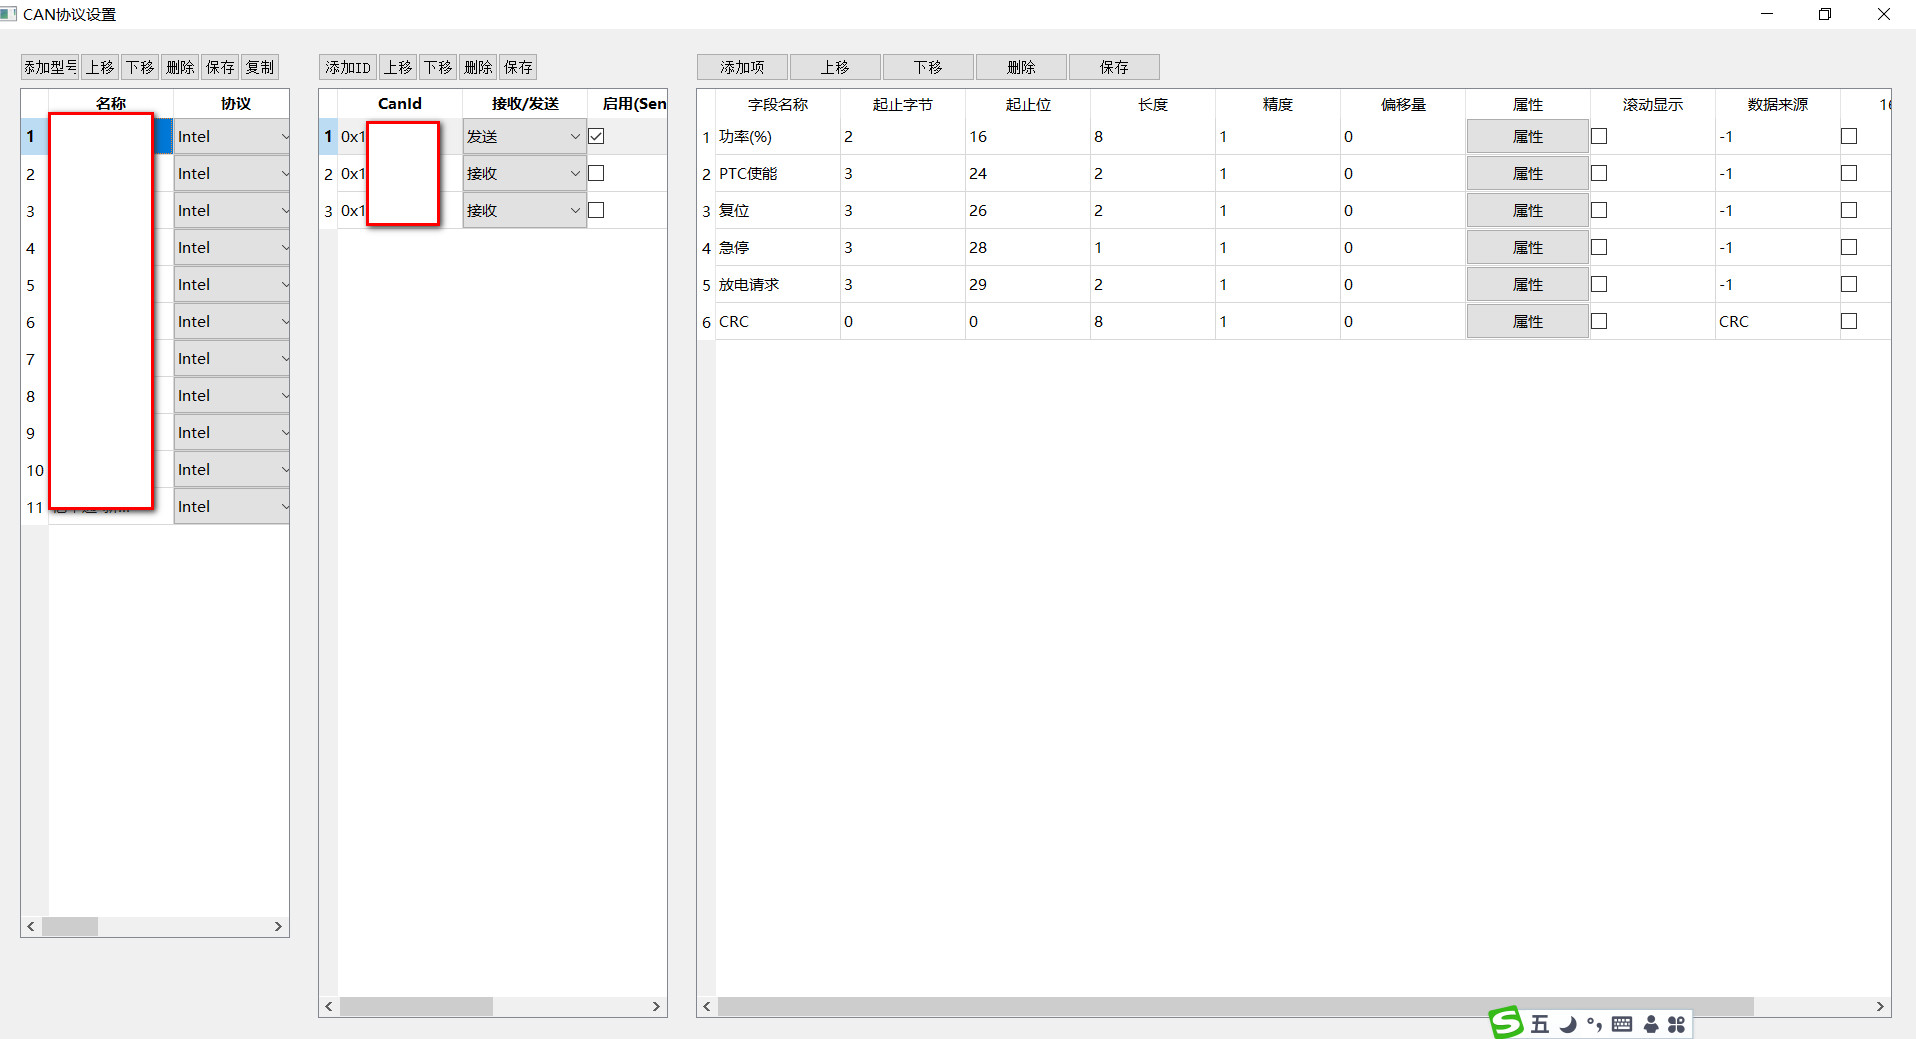 CAN协议设置
添加型号 上移 下移 删除 保存 复制
名称 协议
1 Intel
2 Intel
3 Intel
4 Intel
5 Intel
6 Intel
7 Intel
8 Intel
9 Intel
10 Intel
11 Intel
添加ID 上移 下移 删除 保存
CanId 接收/发送 启用(Sen
1 0x1 发送
2 0x1 接收
3 0x1 接收
添加项 上移 下移 删除 保存
字段名称 起止字节 起止位 长度 精度 偏移量 属性 滚动显示 数据来源 16
1 功率(%) 2 16 8 1 0 属性 -1
2 PTC使能 3 24 2 1 0 属性 -1
3 复位 3 26 2 1 0 属性 -1
4 急停 3 28 1 1 0 属性 -1
5 放电请求 3 29 2 1 0 属性 -1
6 CRC 0 0 8 1 0 属性 CRC
五